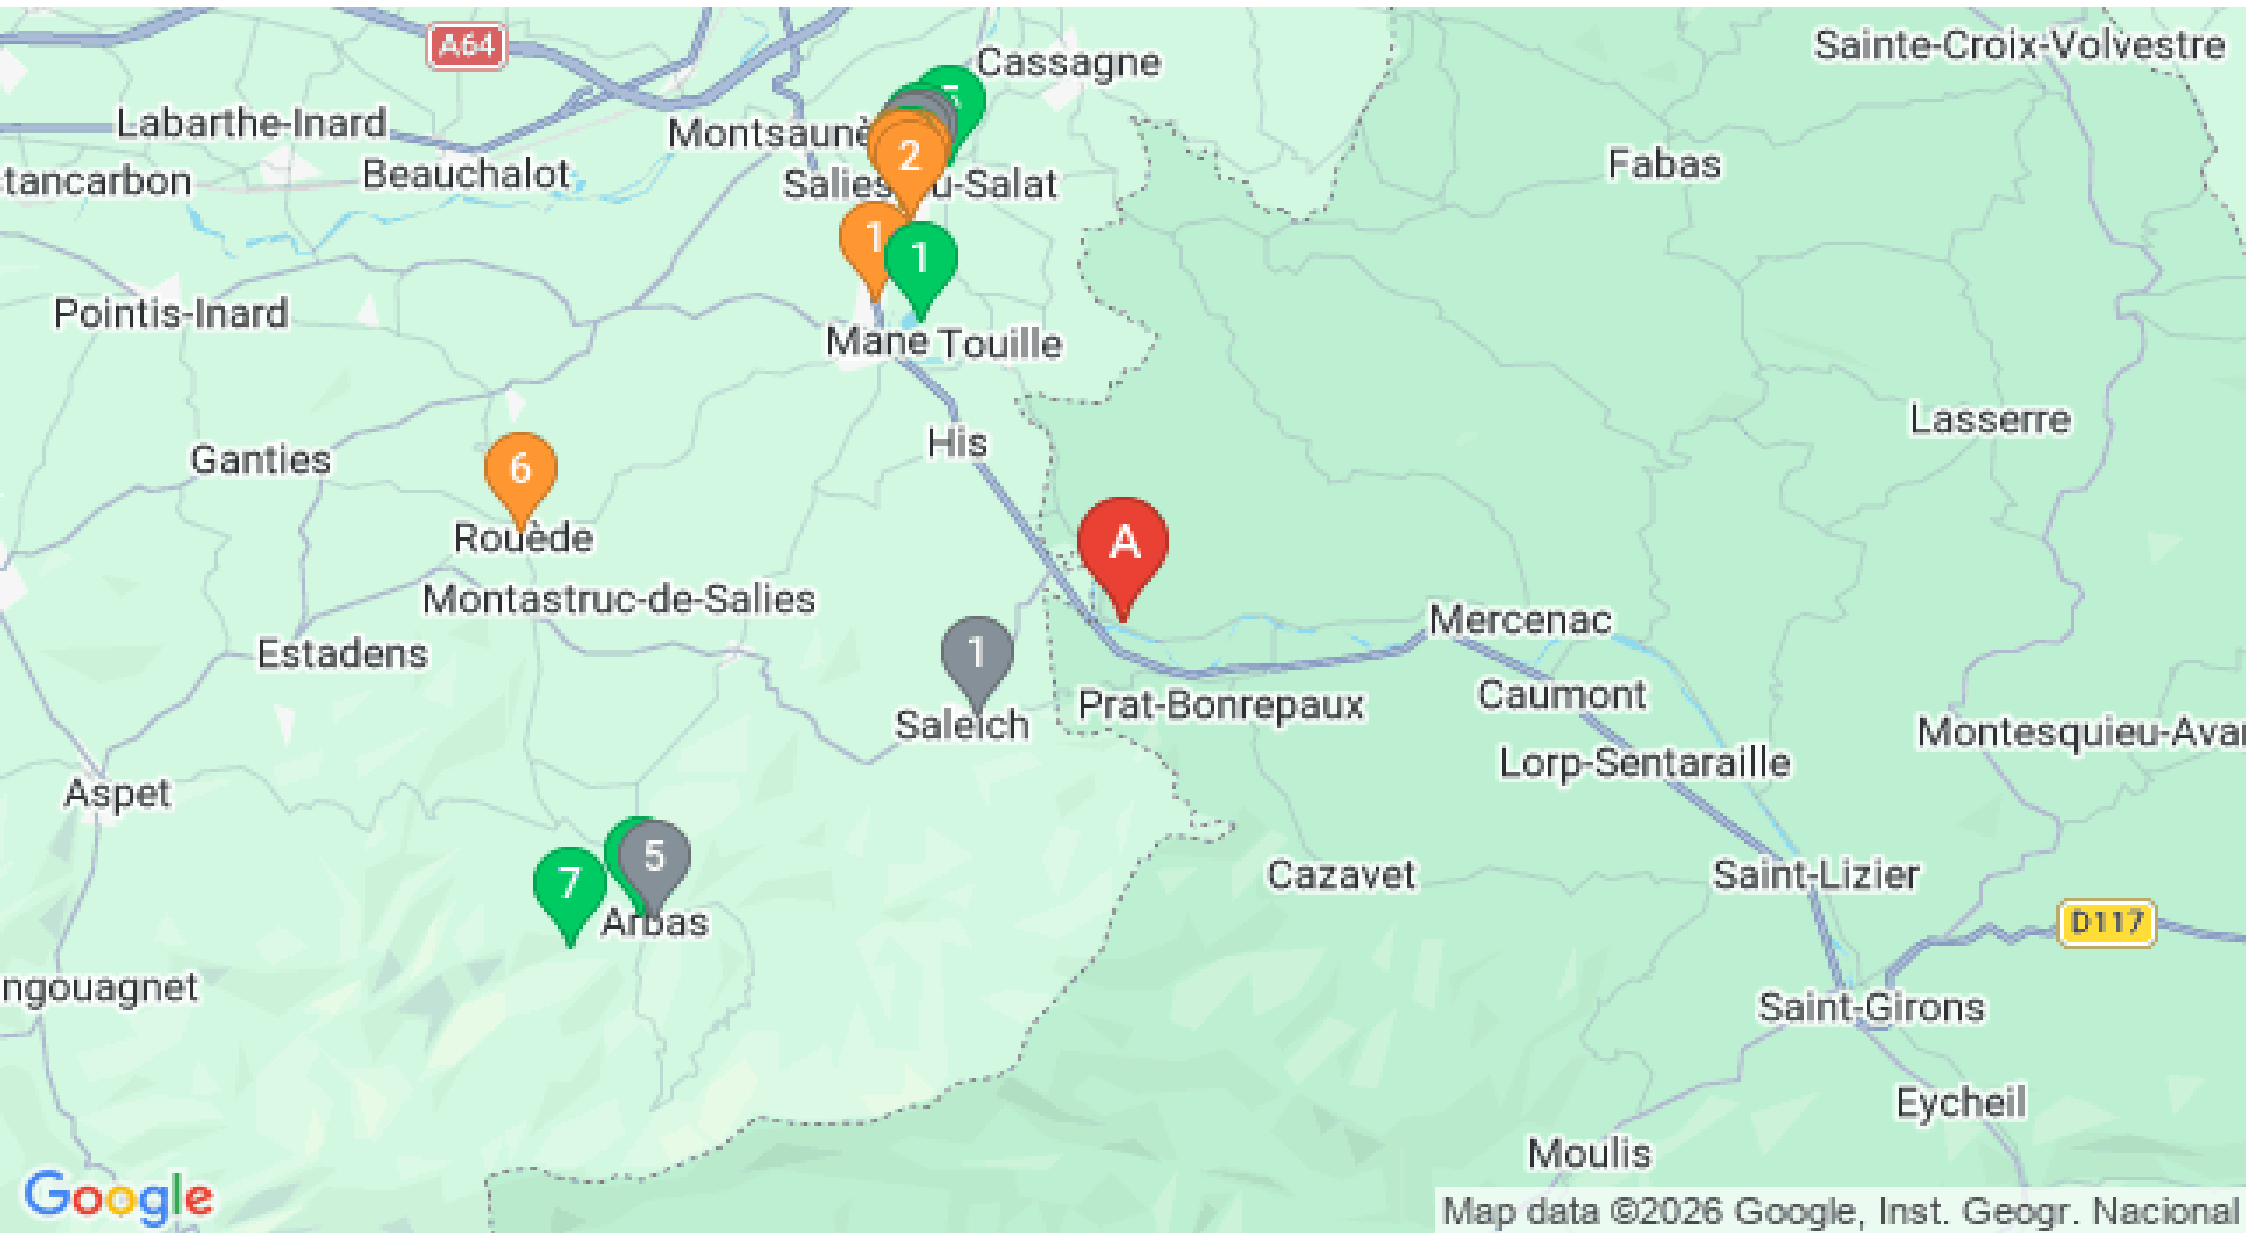 A64
Cassagne
Sainte-Croix-Volvestre
Labarthe-Inard
Montsaunè
2
Fabas
tancarbon
Beauchalot
Salies
u-Salat
1
1
Pointis-Inard
Mane
Touille
Lasserre
His
Ganties
6
Rouède
A
Montastruc-de-Salies
Mercenac
Estadens
1
Saleich
Prat-Bonrepaux
Caumont
Montesquieu-Ava
Lorp-Sentaraille
Aspet
5
7
Arbas
Cazavet
Saint-Lizier
D117
ngouagnet
Saint-Girons
Eycheil
Moulis
Google
Map data ©2026 Google, Inst. Geogr. Nacional